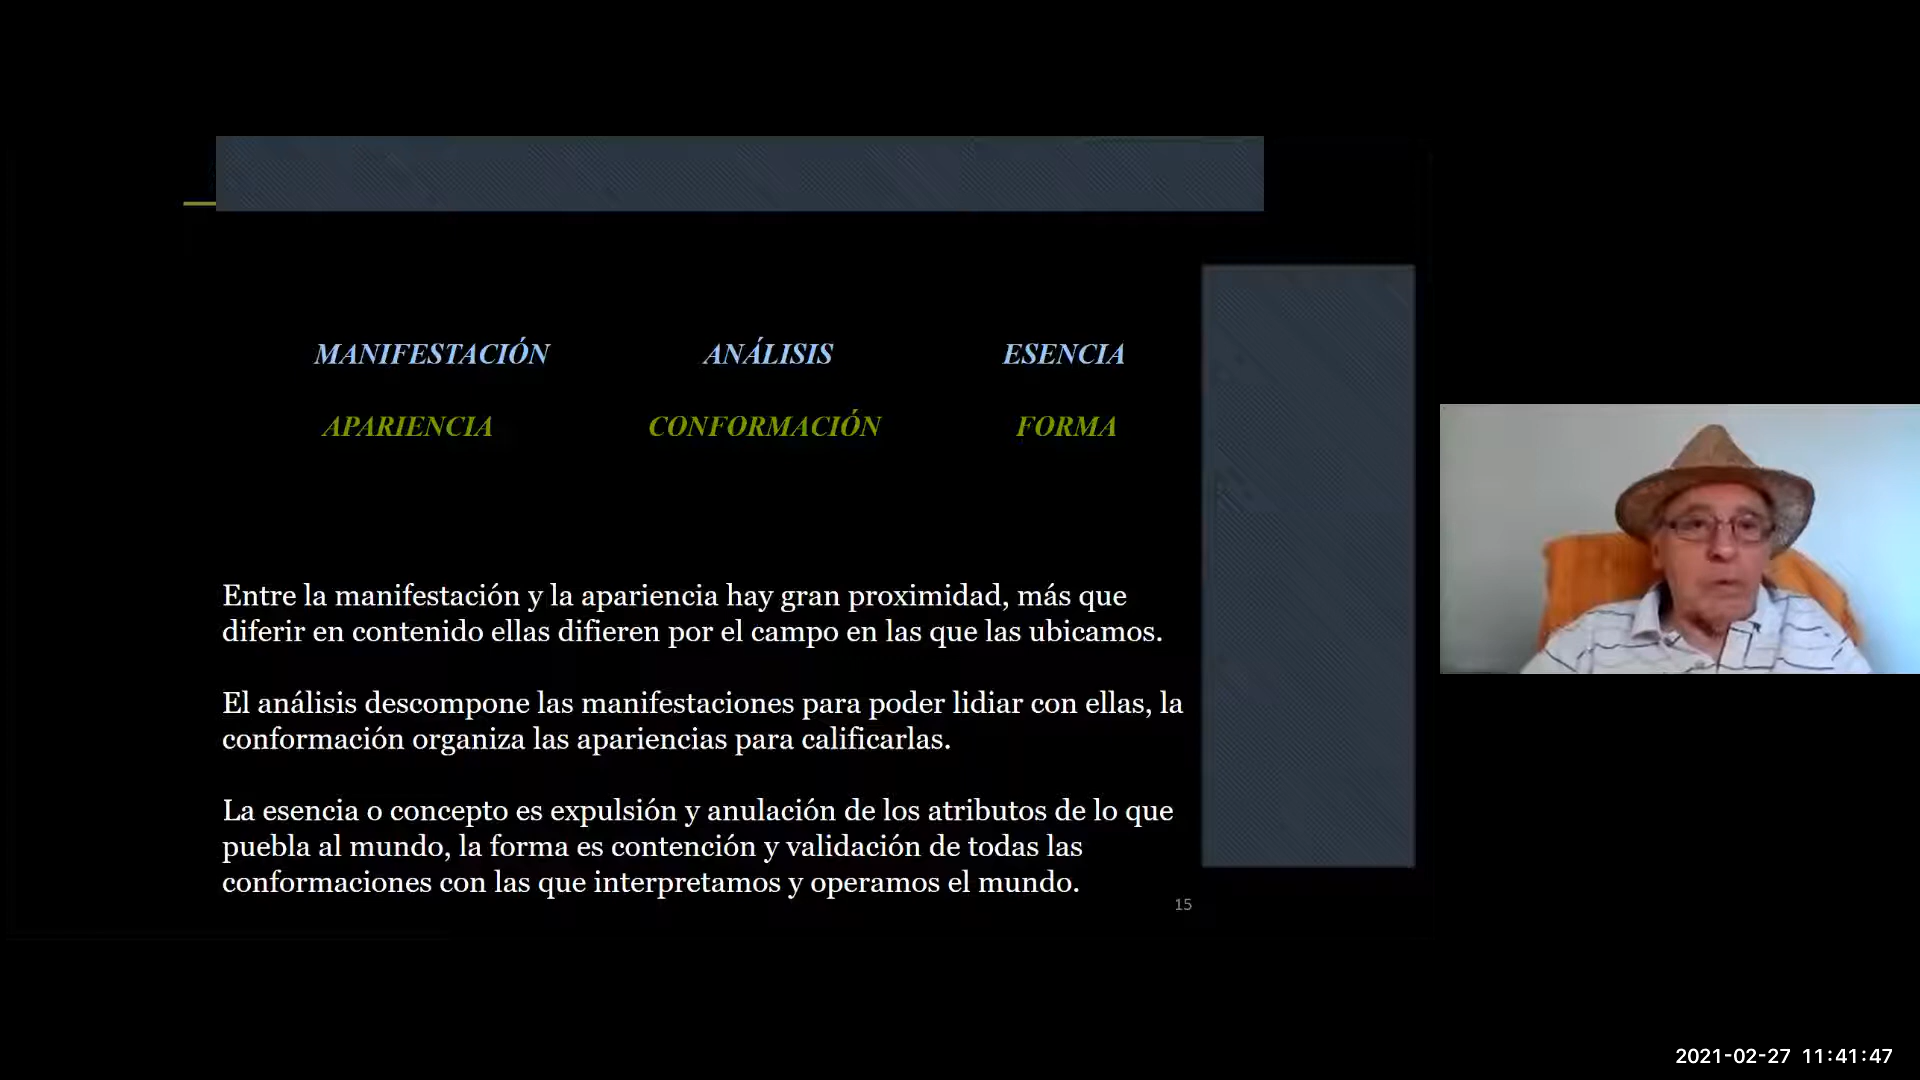 MANIFESTACIÓN ANÁLISIS ESENCIA
APARIENCIA CONFORMACIÓN FORMA
Entre la manifestación y la apariencia hay gran proximidad, más que
diferir en contenido ellas difieren por el campo en las que las ubicamos.
El análisis descompone las manifestaciones para poder lidiar con ellas, la
conformación organiza las apariencias para calificarlas.
La esencia o concepto es expulsión y anulación de los atributos de lo que
puebla al mundo, la forma es contención y validación de todas las
conformaciones con las que interpretamos y operamos el mundo.
15
2021-02-27 11:41:47